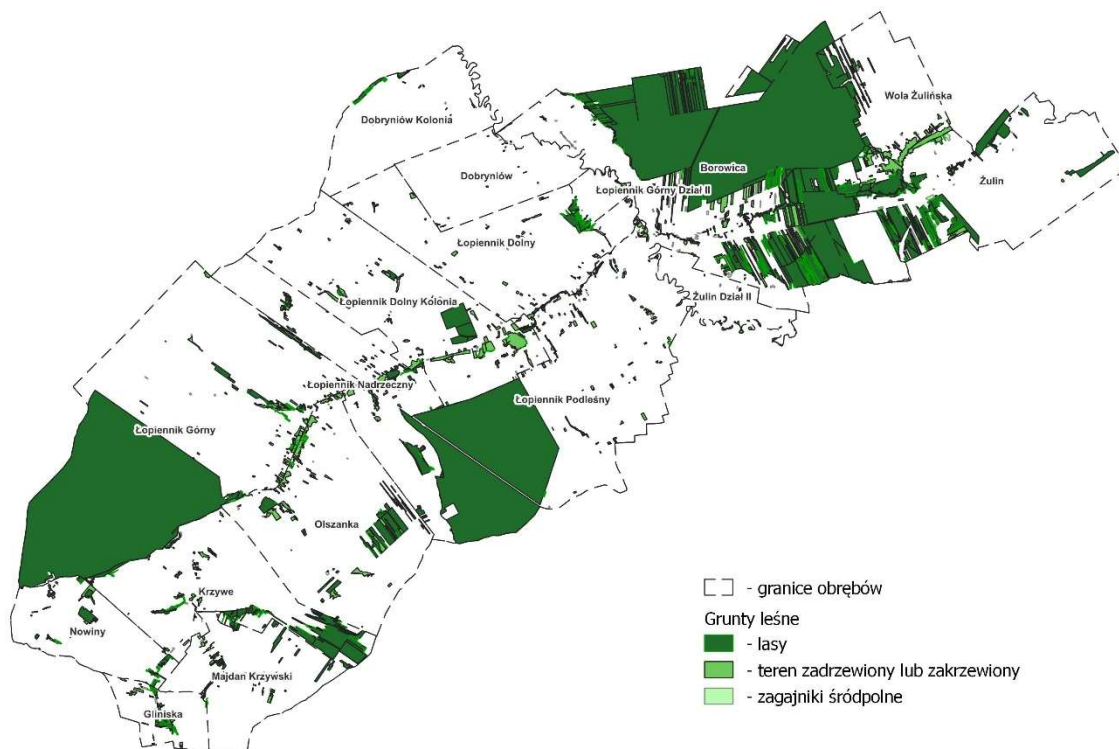 Wola Żulińska
Dobryniów Kolonia
Borowica
Dobryniów
Żulin
Łopiennik Górny Dział II
Łopiennik Dolny
Żulin Dział II
Łopiennik Dolny Kolonia
Łopiennik Nadrzeczny
Łopiennik Podleśny
Łopiennik Górny
Olszanka
Krzywe
Nowiny
Majdan Krzywski
Gliniska
- granice obrębów
Grunty leśne
- lasy
- teren zadrzewiony lub zakrzewiony
- zagajniki śródpolne